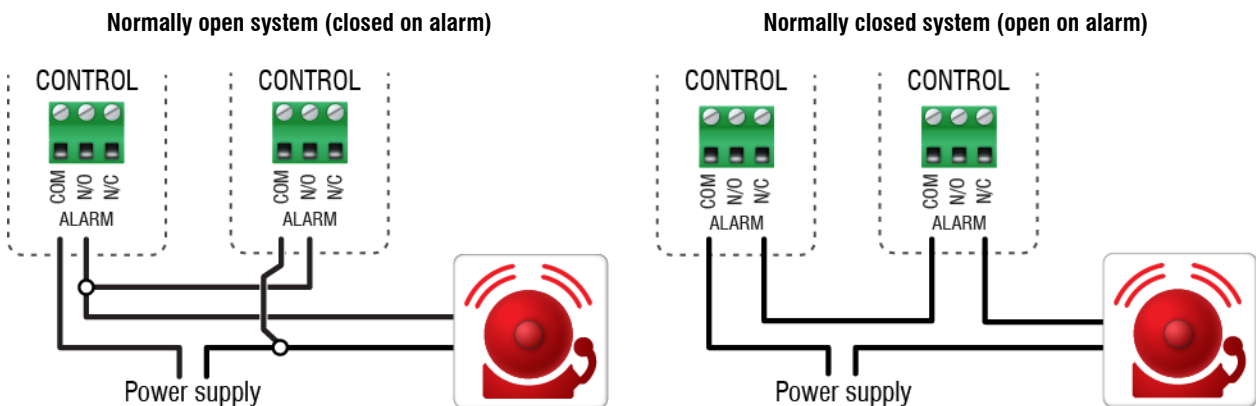 Normally open system (closed on alarm)
CONTROL
COM N/O N/C
ALARM
CONTROL
COM N/O N/C
ALARM
Power supply
Normally closed system (open on alarm)
CONTROL
COM N/O N/C
ALARM
CONTROL
COM N/O N/C
ALARM
Power supply